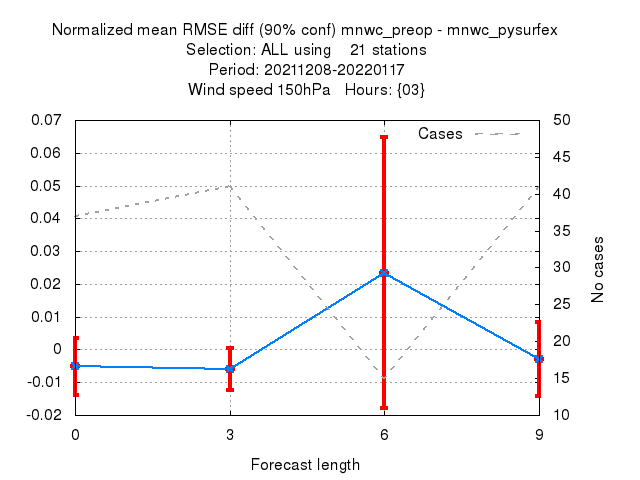 Normalized mean RMSE diff (90% conf) mnwc_preop - mnwc_pysurfex
Selection: ALL using    21 stations
Period: 20211208-20220117
Wind speed 150hPa   Hours: {03}
0.07
0.06
0.05
0.04
0.03
0.02
0.01
0
-0.01
-0.02
Cases
50
45
40
35
30
25
20
15
10
No cases
0 3 6 9
Forecast length